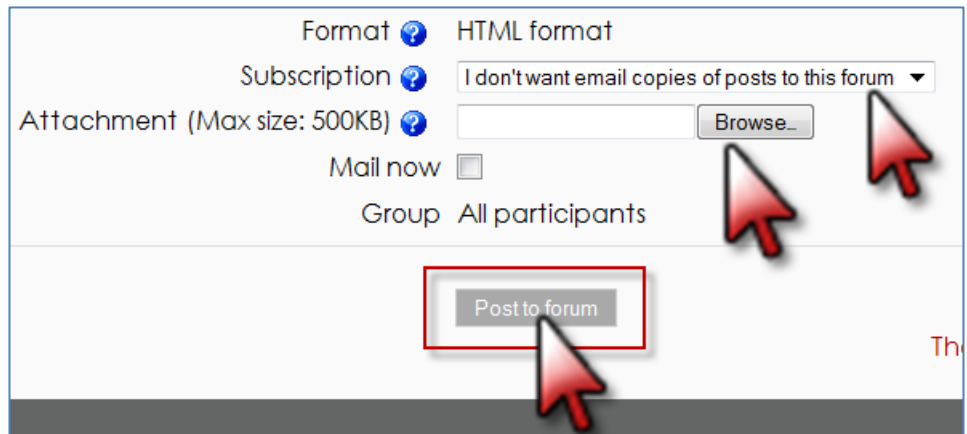 Format ? HTML format
Subscription ? I don't want email copies of posts to this forum
Attachment (Max size: 500KB) ? Browse...
Mail now
Group All participants
Post to forum